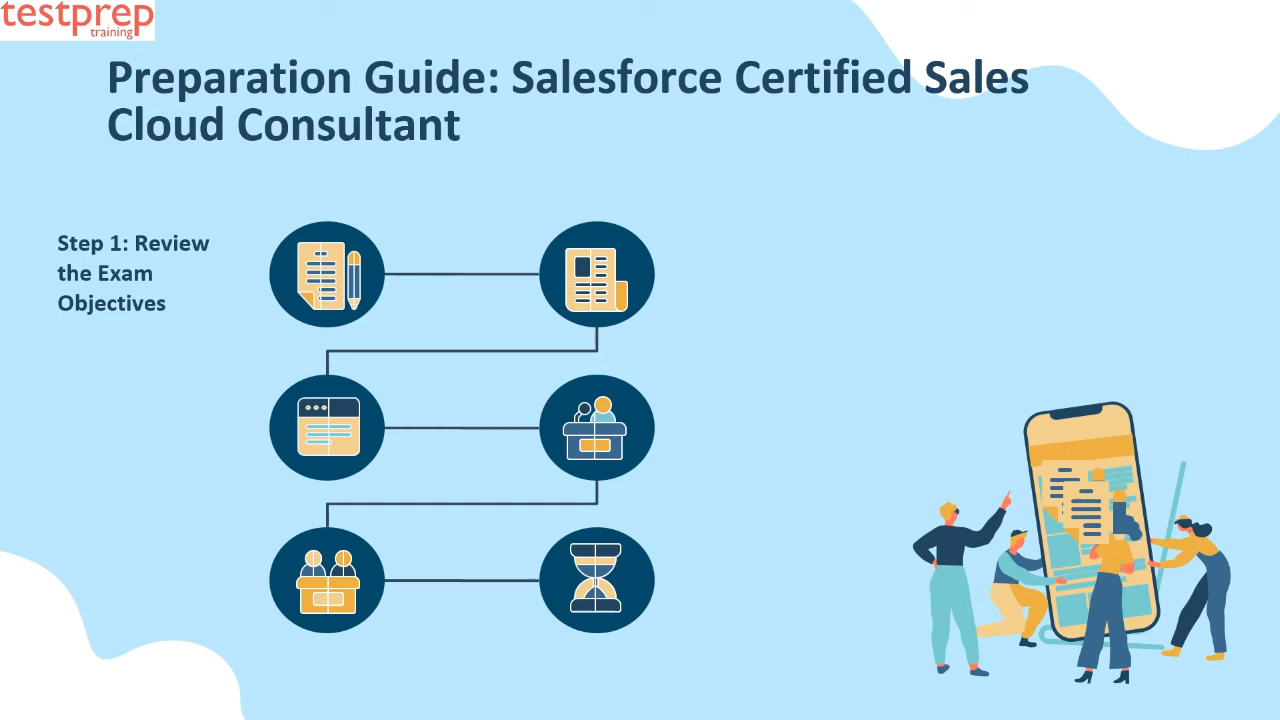 testprep
training
Preparation Guide: Salesforce Certified Sales
Cloud Consultant
Step 1: Review
the Exam
Objectives